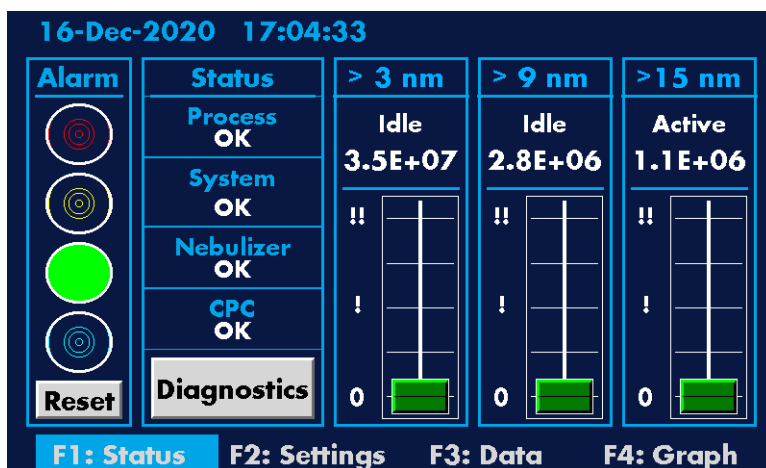 16-Dec-2020 17:04:33
Alarm
Reset
Status
Process
OK
System
OK
Nebulizer
OK
CPC
OK
Diagnostics
> 3 nm
Idle
3.5E+07
!!
!
0
> 9 nm
Idle
2.8E+06
!!
!
0
>15 nm
Active
1.1E+06
!!
!
0
F1: Status F2: Settings F3: Data F4: Graph